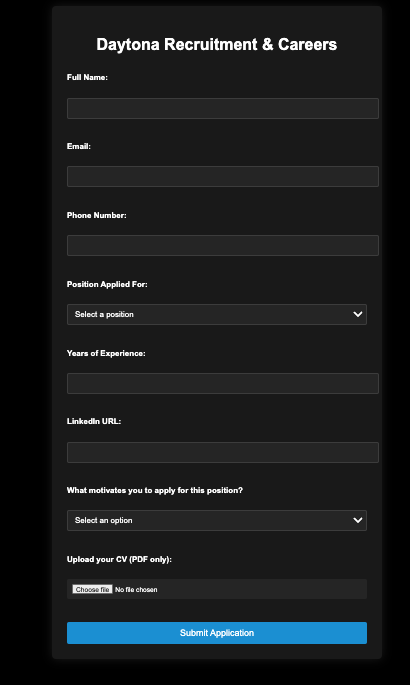 Daytona Recruitment & Careers
Full Name:
Email:
Phone Number:
Position Applied For:
Select a position
Years of Experience:
LinkedIn URL:
What motivates you to apply for this position?
Select an option
Upload your CV (PDF only):
Choose file No file chosen
Submit Application